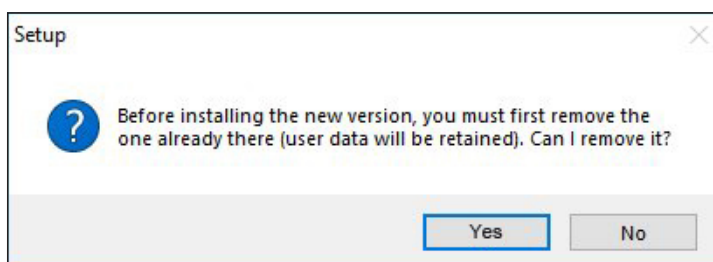 Setup
Before installing the new version, you must first remove the
one already there (user data will be retained). Can I remove it?
Yes No